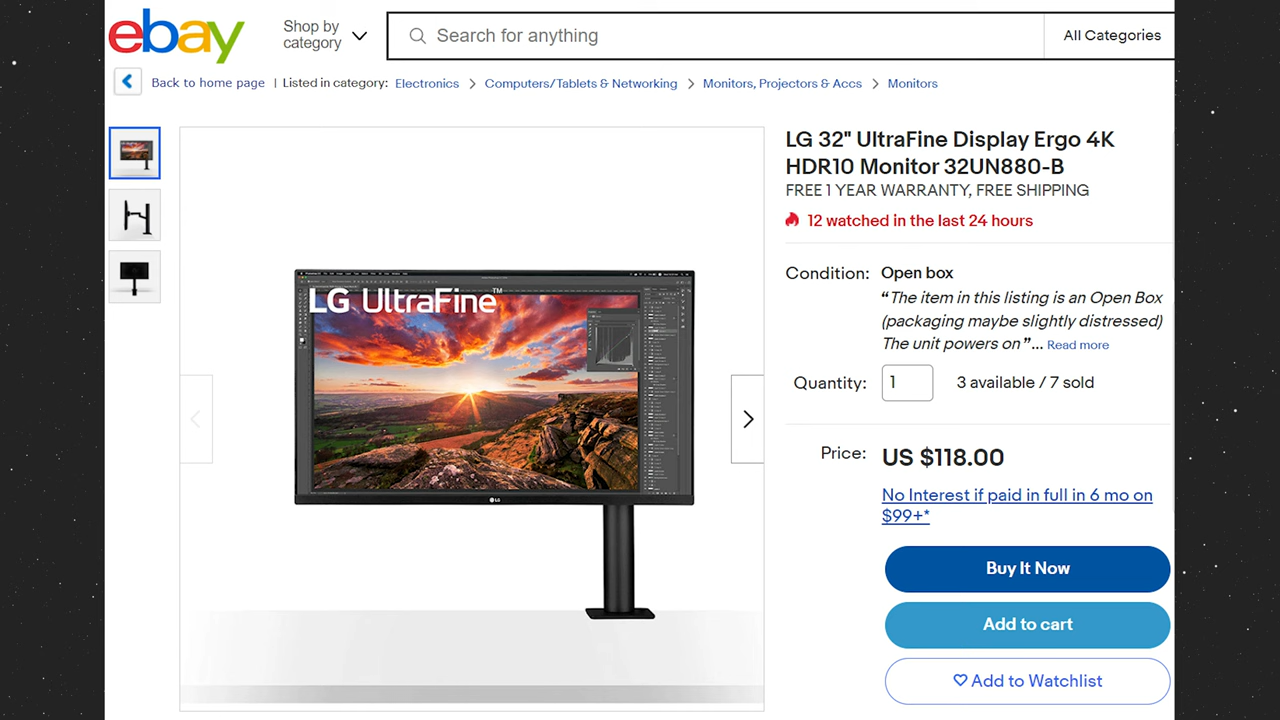 ebay
Shop by
category
Search for anything
All Categories
Back to home page | Listed in category: Electronics > Computers/Tablets & Networking > Monitors, Projectors & Accs > Monitors
LG 32" UltraFine Display Ergo 4K
HDR10 Monitor 32UN880-B
FREE 1 YEAR WARRANTY, FREE SHIPPING
12 watched in the last 24 hours
Condition: Open box
“The item in this listing is an Open Box
(packaging maybe slightly distressed)
The unit powers on”... Read more
Quantity: 1 3 available / 7 sold
Price: US $118.00
No Interest if paid in full in 6 mo on
$99+*
Buy It Now
Add to cart
Add to Watchlist
LG UltraFine™
LG